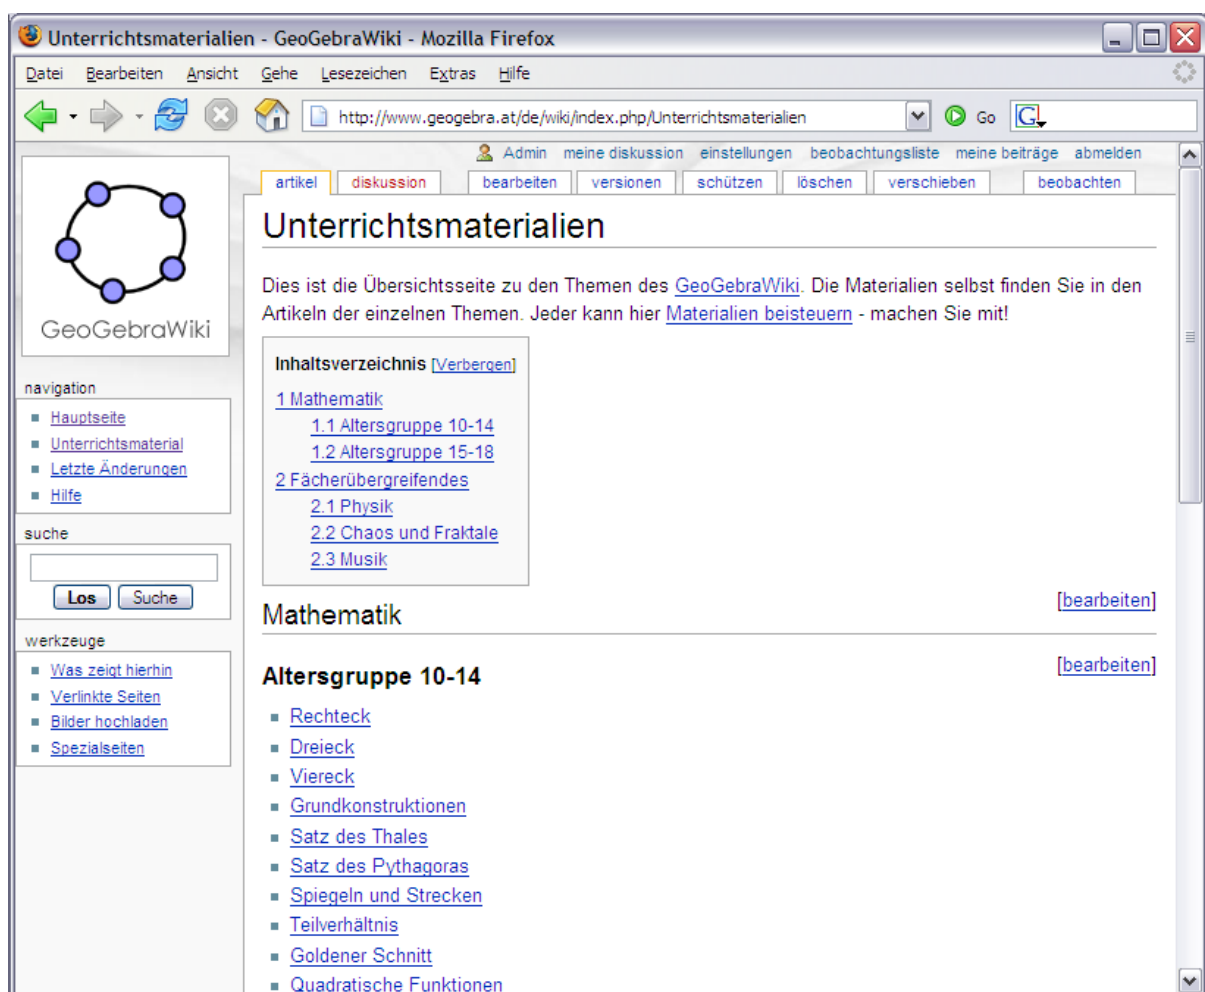 Unterrichtsmaterialien - GeoGebraWiki - Mozilla Firefox
Datei Bearbeiten Ansicht Gehe Lesezeichen Extras Hilfe
http://www.geogebra.at/de/wiki/index.php/Unterrichtsmaterialien Go G
Admin meine diskussion einstellungen beobachtungsliste meine beiträge abmelden
artikel diskussion bearbeiten versionen schützen löschen verschieben beobachten
GeoGebraWiki
navigation
Hauptseite
Unterrichtsmaterial
Letzte Änderungen
Hilfe
suche
Los Suche
werkzeuge
Was zeigt hierhin
Verlinkte Seiten
Bilder hochladen
Spezialseiten
Unterrichtsmaterialien
Dies ist die Übersichtsseite zu den Themen des GeoGebraWiki. Die Materialien selbst finden Sie in den
Artikeln der einzelnen Themen. Jeder kann hier Materialien beisteuern - machen Sie mit!
Inhaltsverzeichnis [Verbergen]
1 Mathematik
1.1 Altersgruppe 10-14
1.2 Altersgruppe 15-18
2 Fächerübergreifendes
2.1 Physik
2.2 Chaos und Fraktale
2.3 Musik
[bearbeiten]
Mathematik
[bearbeiten]
Altersgruppe 10-14
Rechteck
Dreieck
Viereck
Grundkonstruktionen
Satz des Thales
Satz des Pythagoras
Spiegeln und Strecken
Teilverhältnis
Goldener Schnitt
Quadratische Funktionen